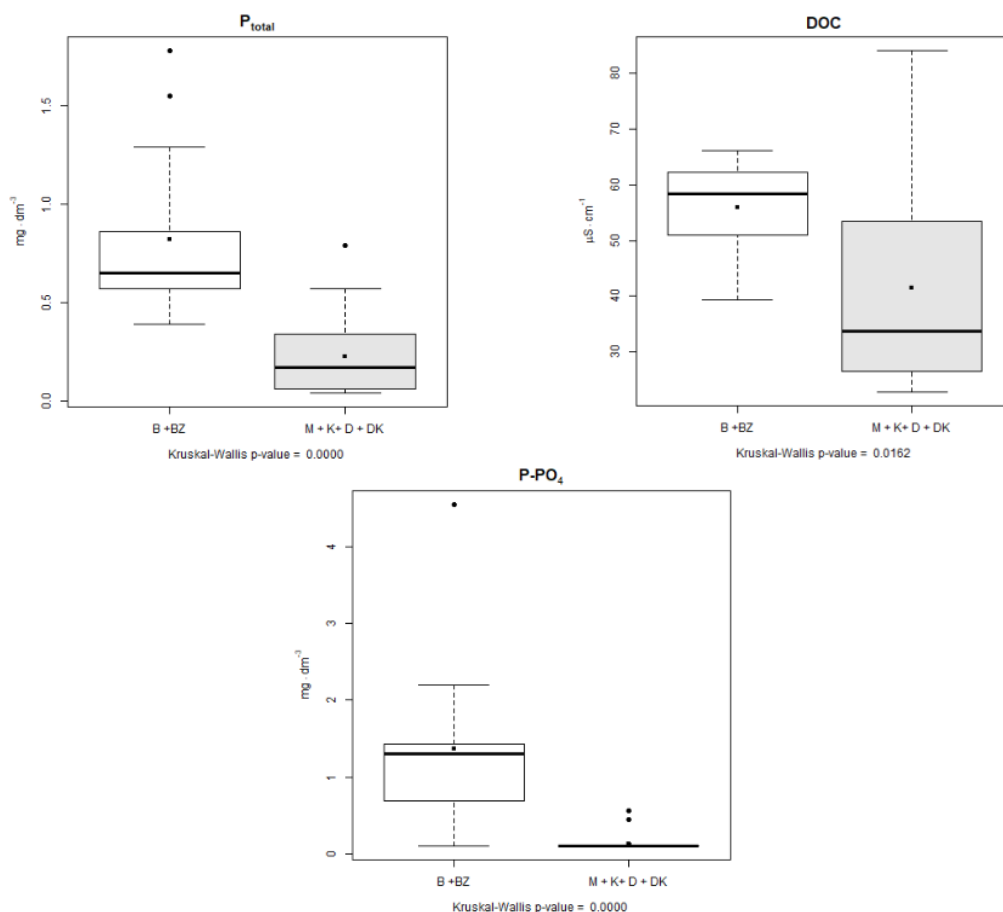 P_total
mg · dm⁻³
1.5
1.0
0.5
0.0
B +BZ
M + K+ D + DK
Kruskal-Wallis p-value = 0.0000
DOC
µS · cm⁻¹
80
70
60
50
40
30
B +BZ
M + K+ D + DK
Kruskal-Wallis p-value = 0.0162
P-PO₄
mg · dm⁻³
4
3
2
1
0
B +BZ
M + K+ D + DK
Kruskal-Wallis p-value = 0.0000